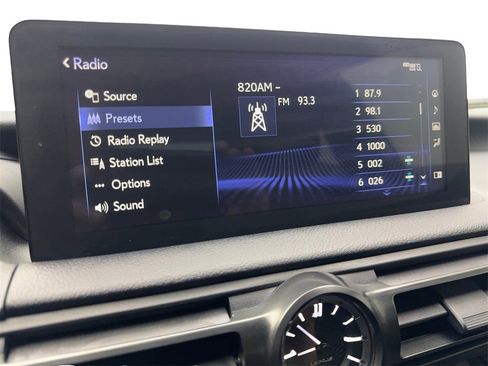 Radio
Source
Presets
Radio Replay
Station List
Options
Sound
820AM –
FM 93.3
1 87.9
2 98.1
3 530
4 1000
5 002
6 026